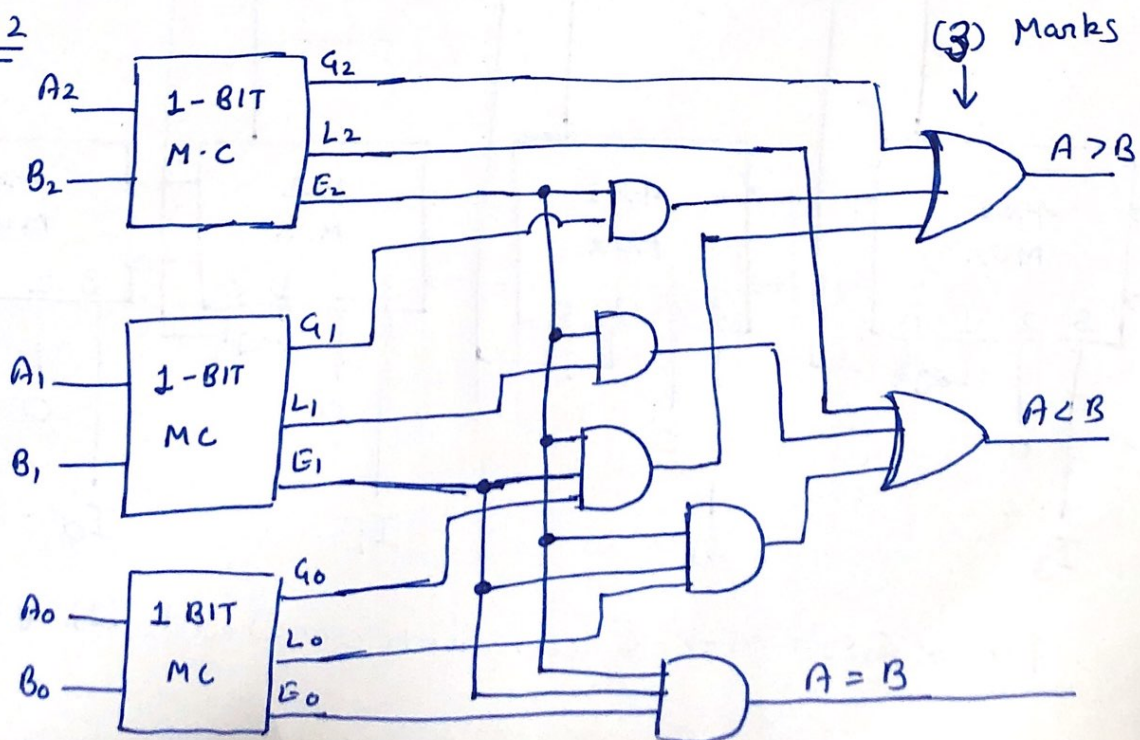 2
(3) Marks
A2
B2
1-BIT
M.C
G2
L2
E2
A >B
A1
B1
1-BIT
MC
G1
L1
E1
A<B
A0
B0
1 BIT
MC
G0
L0
E0
A = B